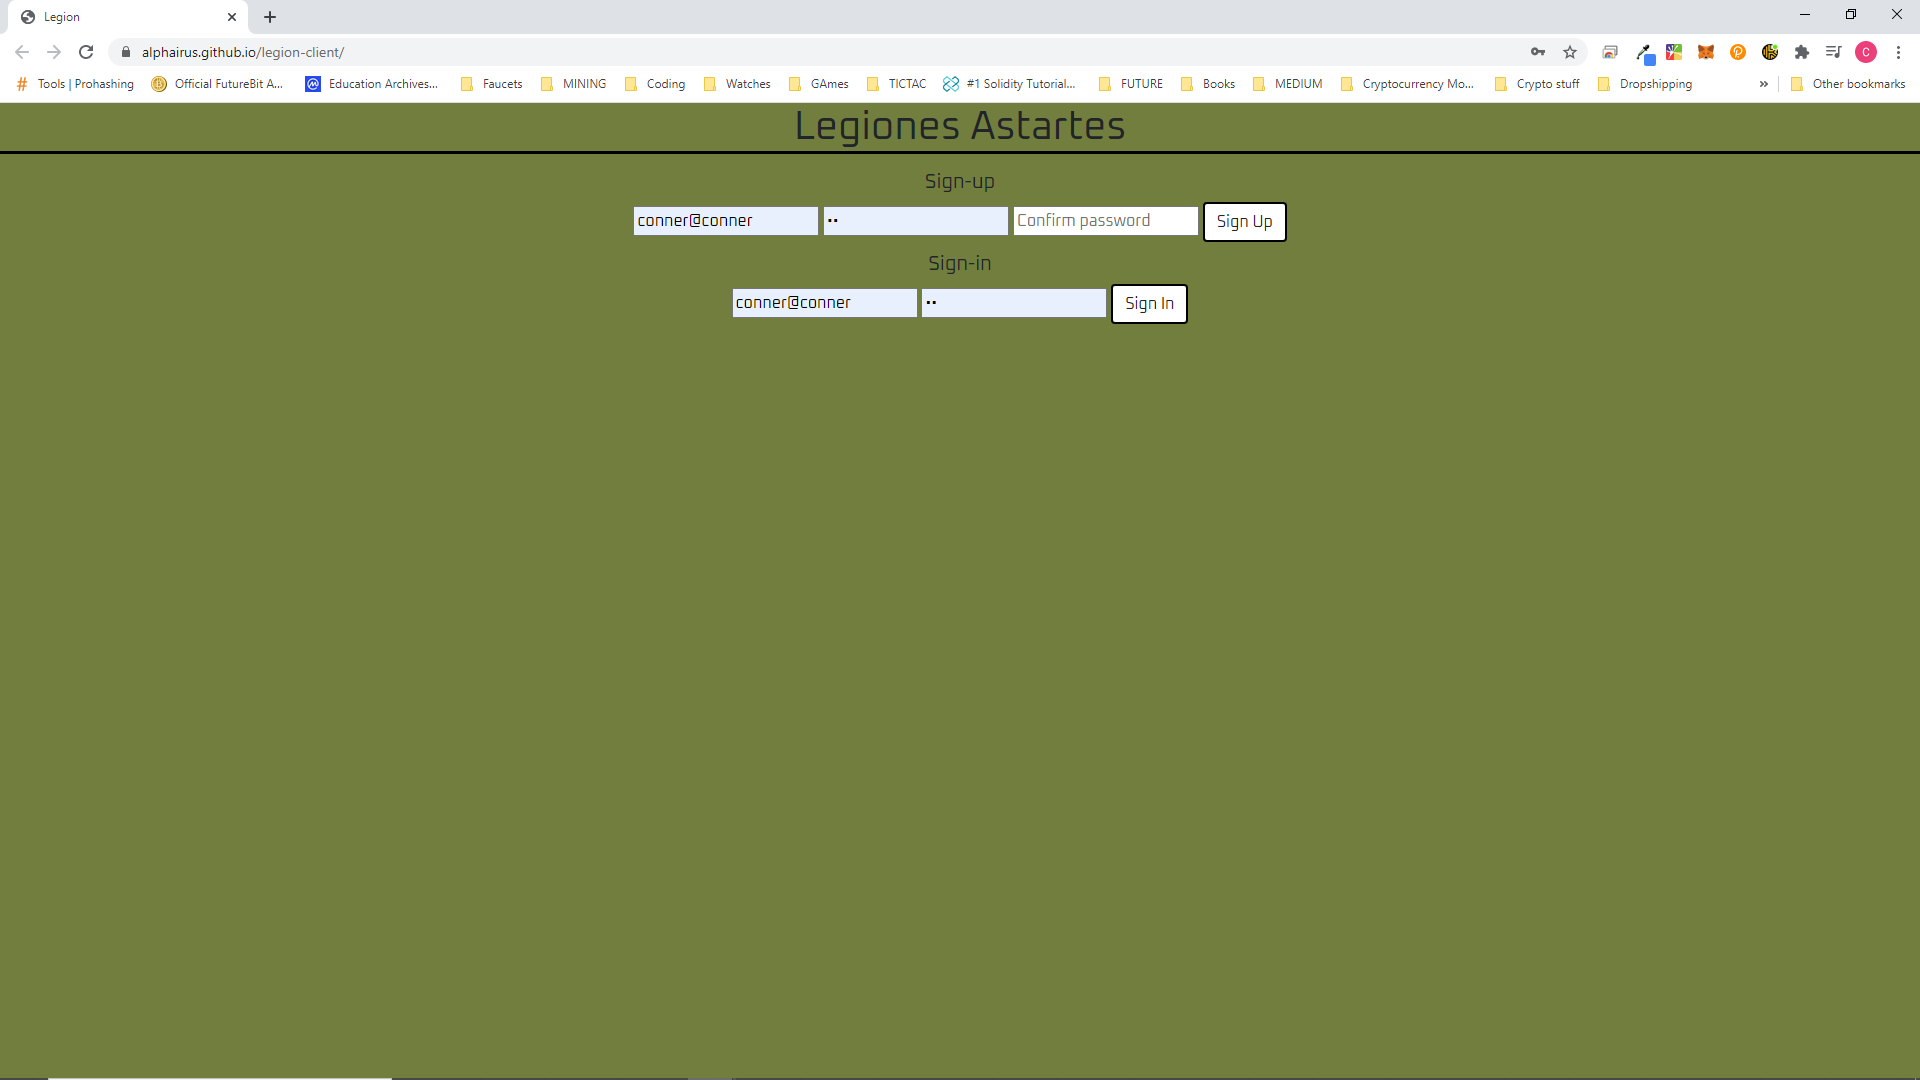 Legion
alphairus.github.io/legion-client/
C
Tools | Prohashing Official FutureBit A... Education Archives... Faucets MINING Coding Watches GAmes TICTAC #1 Solidity Tutorial... FUTURE Books MEDIUM Cryptocurrency Mo... Crypto stuff Dropshipping » Other bookmarks
Legiones Astartes
Sign-up
conner@conner •• Confirm password Sign Up
Sign-in
conner@conner •• Sign In